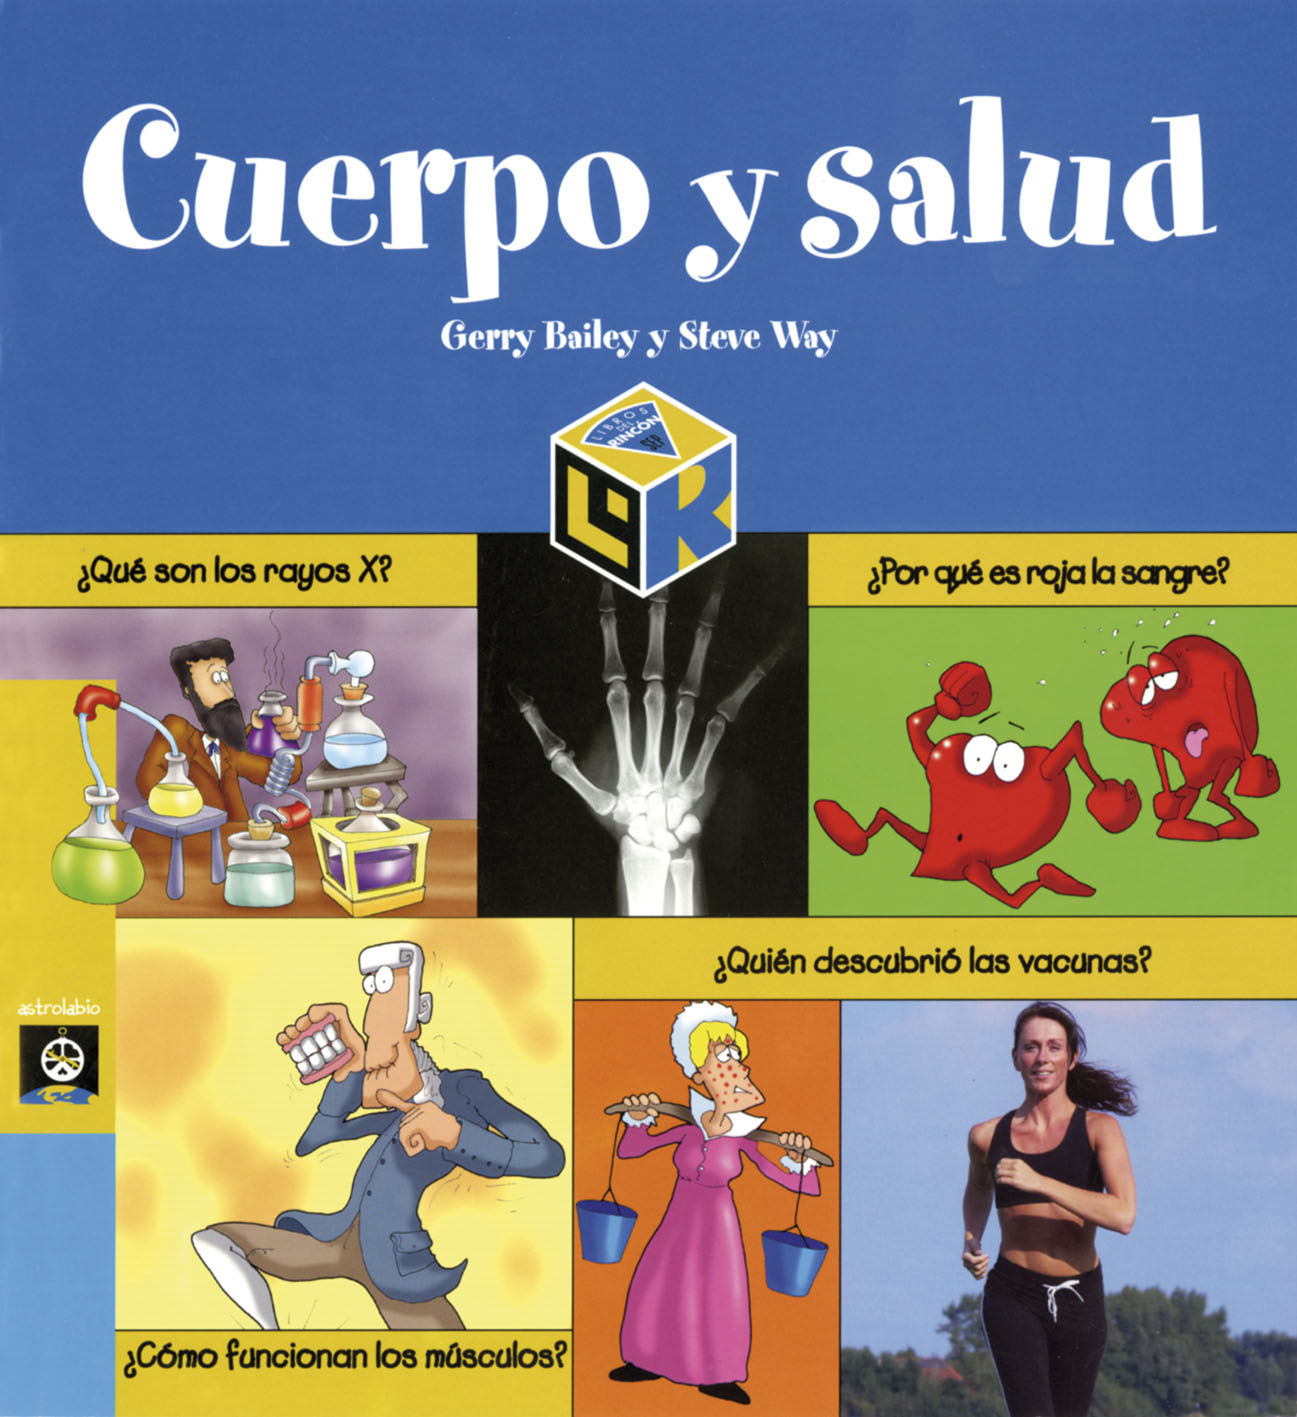 Cuerpo y salud
Gerry Bailey y Steve Way
LIBROS
DEL
RINCÓN
SEP
L R
¿Qué son los rayos X?
¿Por qué es roja la sangre?
¿Quién descubrió las vacunas?
astrolabio
¿Cómo funcionan los músculos?